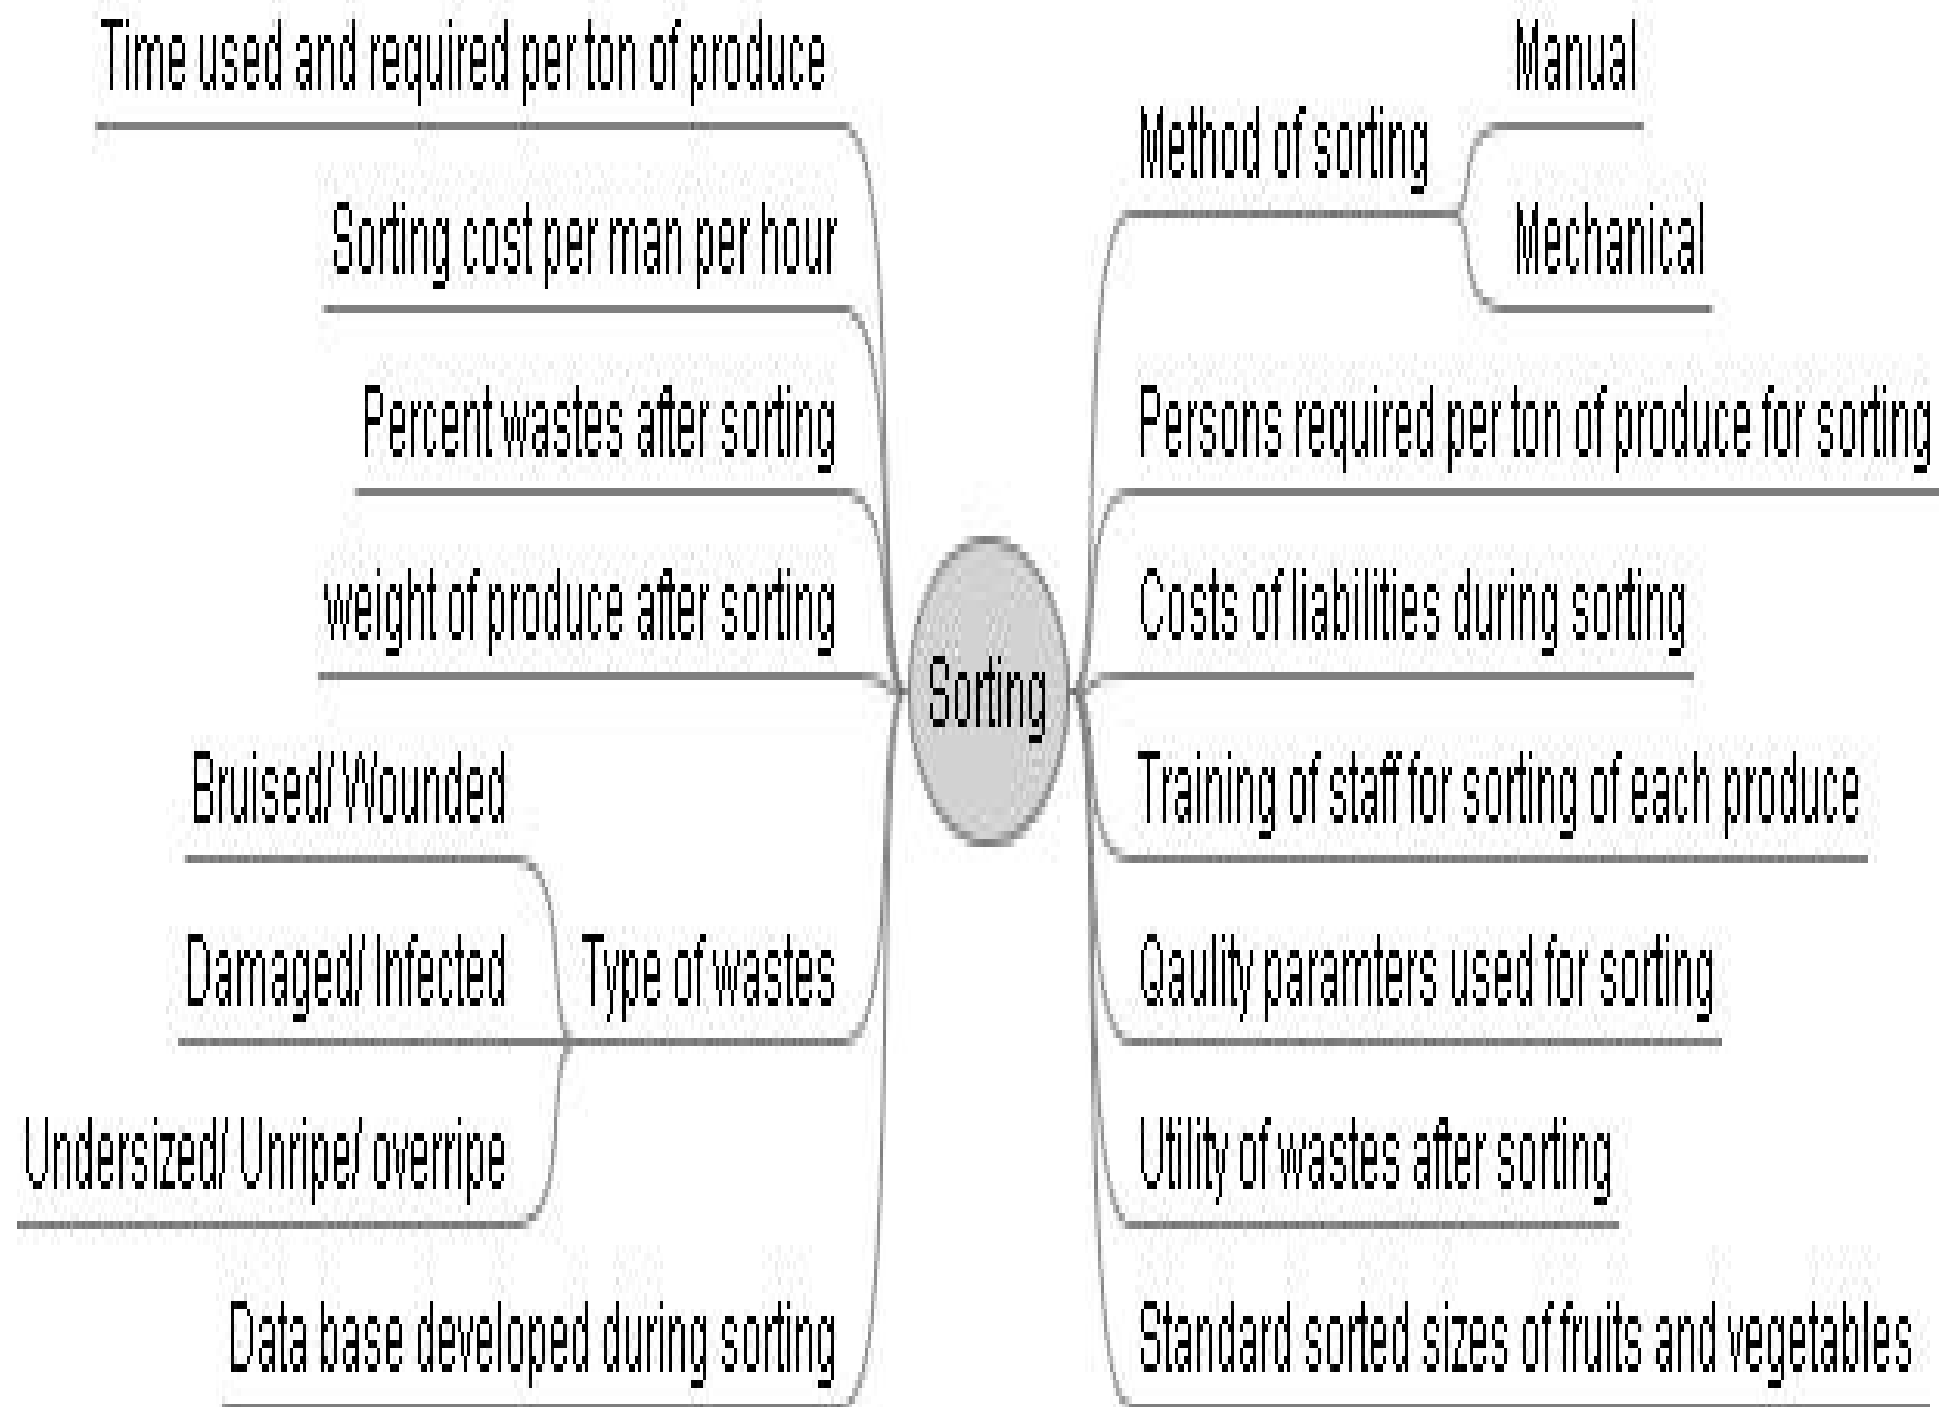 Time used and required per ton of produce
Sorting cost per man per hour
Percent wastes after sorting
weight of produce after sorting
Bruised/ Wounded
Damaged/ Infected
Type of wastes
Undersized/ Unripe/ overripe
Data base developed during sorting
Sorting
Manual
Method of sorting
Mechanical
Persons required per ton of produce for sorting
Costs of liabilities during sorting
Training of staff for sorting of each produce
Qaulity paramters used for sorting
Utility of wastes after sorting
Standard sorted sizes of fruits and vegetables